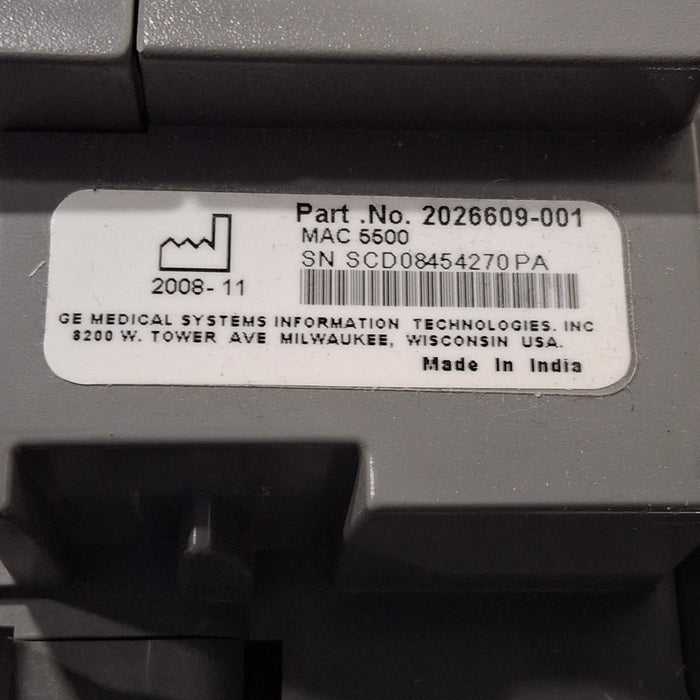 Part .No. 2026609-001
MAC 5500
SN SCD08454270PA
2008-11
GE MEDICAL SYSTEMS INFORMATION TECHNOLOGIES. INC
8200 W. TOWER AVE MILWAUKEE, WISCONSIN USA.
Made In India